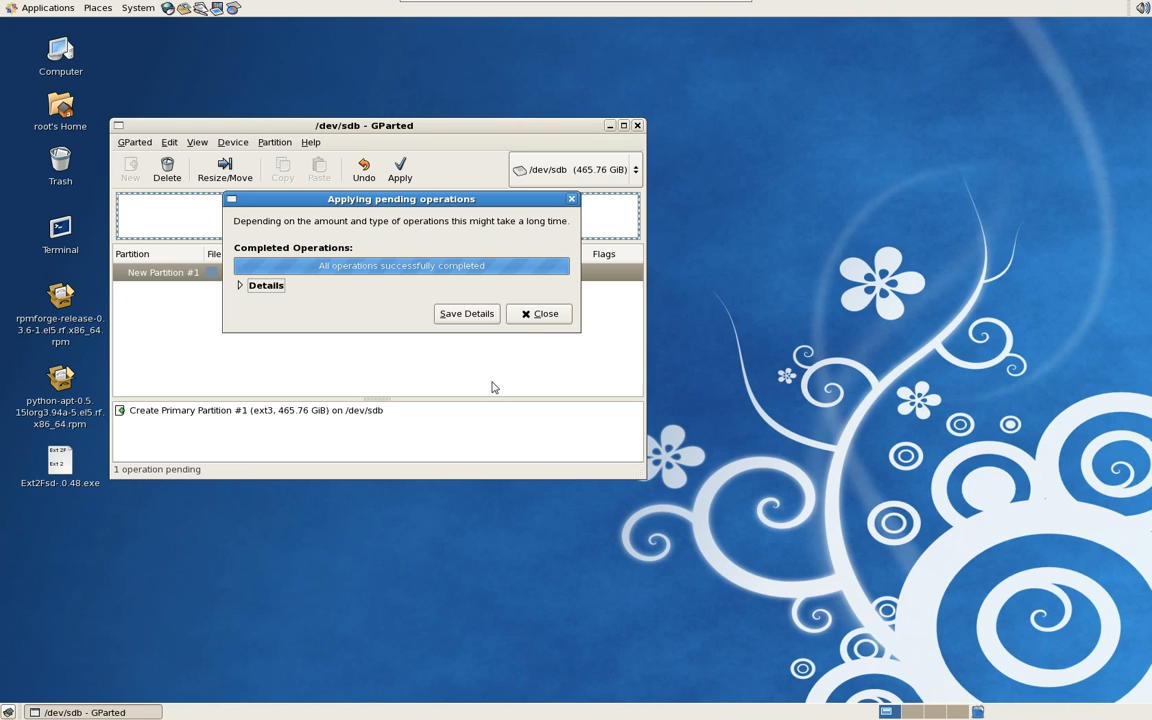 Applications Places System
Computer
root's Home
Trash
Terminal
rpmforge-release-0.
3.6-1.el5.rf.x86_64.
rpm
python-apt-0.5.
15lorg3.94a-5.el5.rf.
x86_64.rpm
Ext 2F
Ext 2
Ext2Fsd-.0.48.exe
/dev/sdb - GParted
GParted Edit View Device Partition Help
New Delete Resize/Move Copy Paste Undo Apply
/dev/sdb (465.76 GiB)
Partition File Flags
New Partition #1
Applying pending operations
Depending on the amount and type of operations this might take a long time.
Completed Operations:
All operations successfully completed
Details
Save Details Close
Create Primary Partition #1 (ext3, 465.76 GiB) on /dev/sdb
1 operation pending
/dev/sdb - GParted